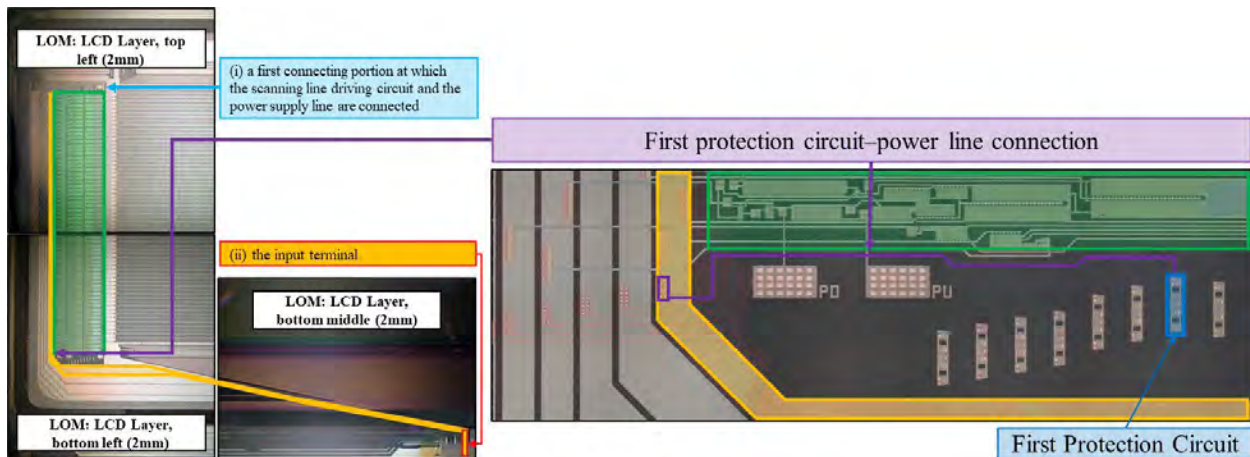 LOM: LCD Layer, top
left (2mm)
(i) a first connecting portion at which
the scanning line driving circuit and the
power supply line are connected
First protection circuit–power line connection
(ii) the input terminal
LOM: LCD Layer,
bottom middle (2mm)
PD
PU
LOM: LCD Layer,
bottom left (2mm)
First Protection Circuit